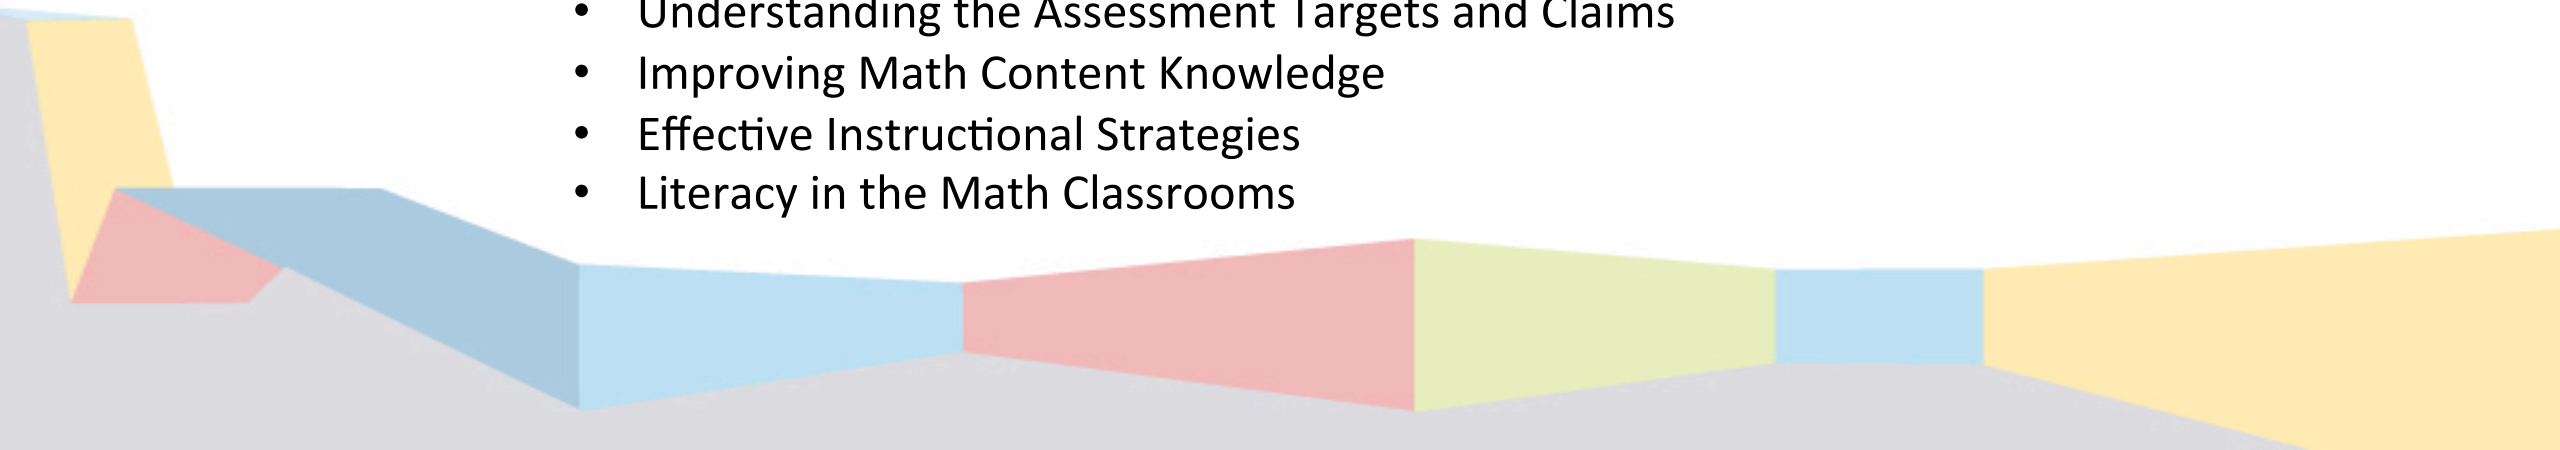 • Understanding the Assessment Targets and Claims
• Improving Math Content Knowledge
• Effective Instructional Strategies
• Literacy in the Math Classrooms